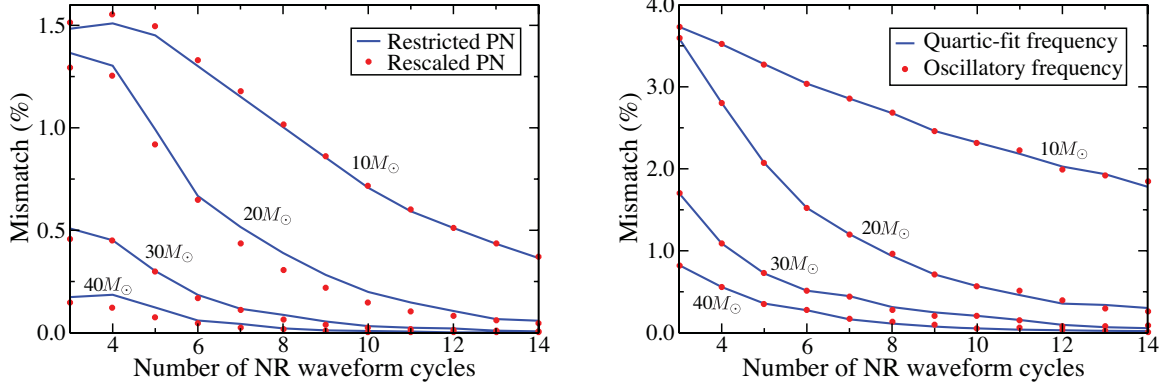 1.5
1.0
0.5
0.0
Mismatch (%)
Restricted PN
Rescaled PN
10M⊙
20M⊙
30M⊙
40M⊙
4 6 8 10 12 14
Number of NR waveform cycles
4.0
3.0
2.0
1.0
0.0
Mismatch (%)
Quartic-fit frequency
Oscillatory frequency
10M⊙
20M⊙
30M⊙
40M⊙
4 6 8 10 12 14
Number of NR waveform cycles